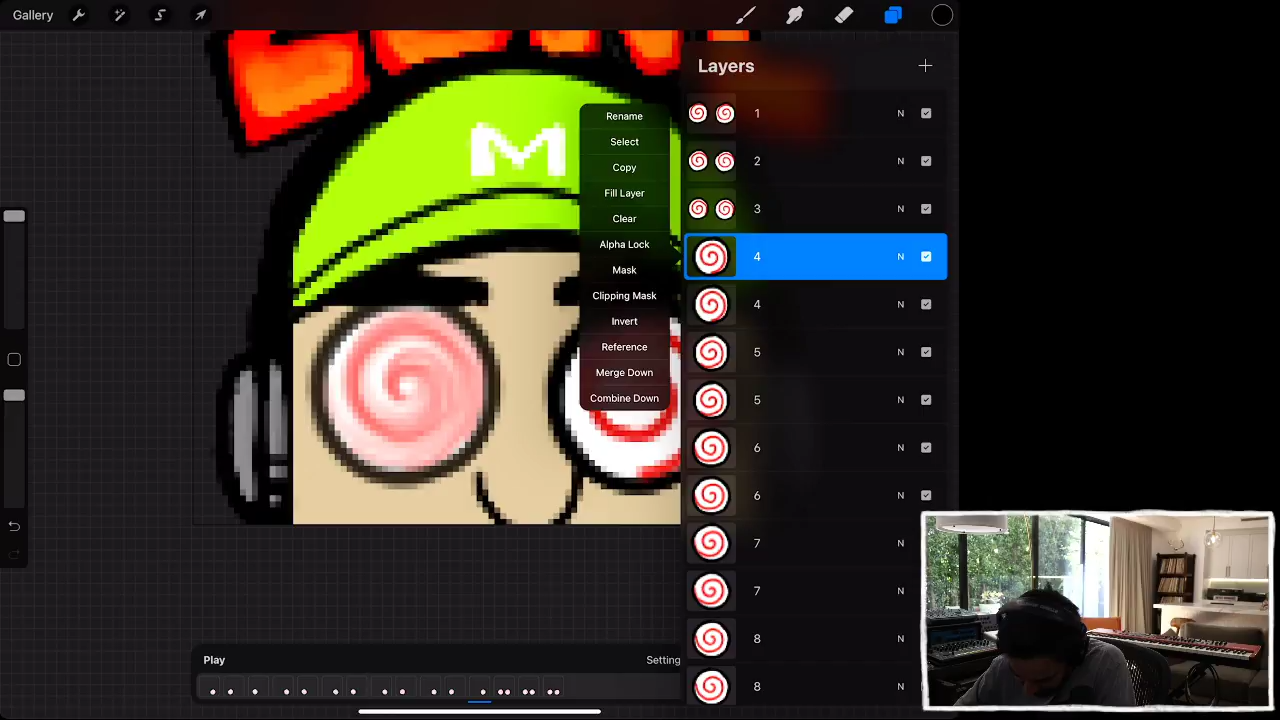 Gallery
Layers
M
Rename
Select
Copy
Fill Layer
Clear
Alpha Lock
Mask
Clipping Mask
Invert
Reference
Merge Down
Combine Down
1 N
2 N
3 N
4 N
4 N
5 N
5 N
6 N
6 N
7 N
7 N
8 N
8 N
Play
Setting